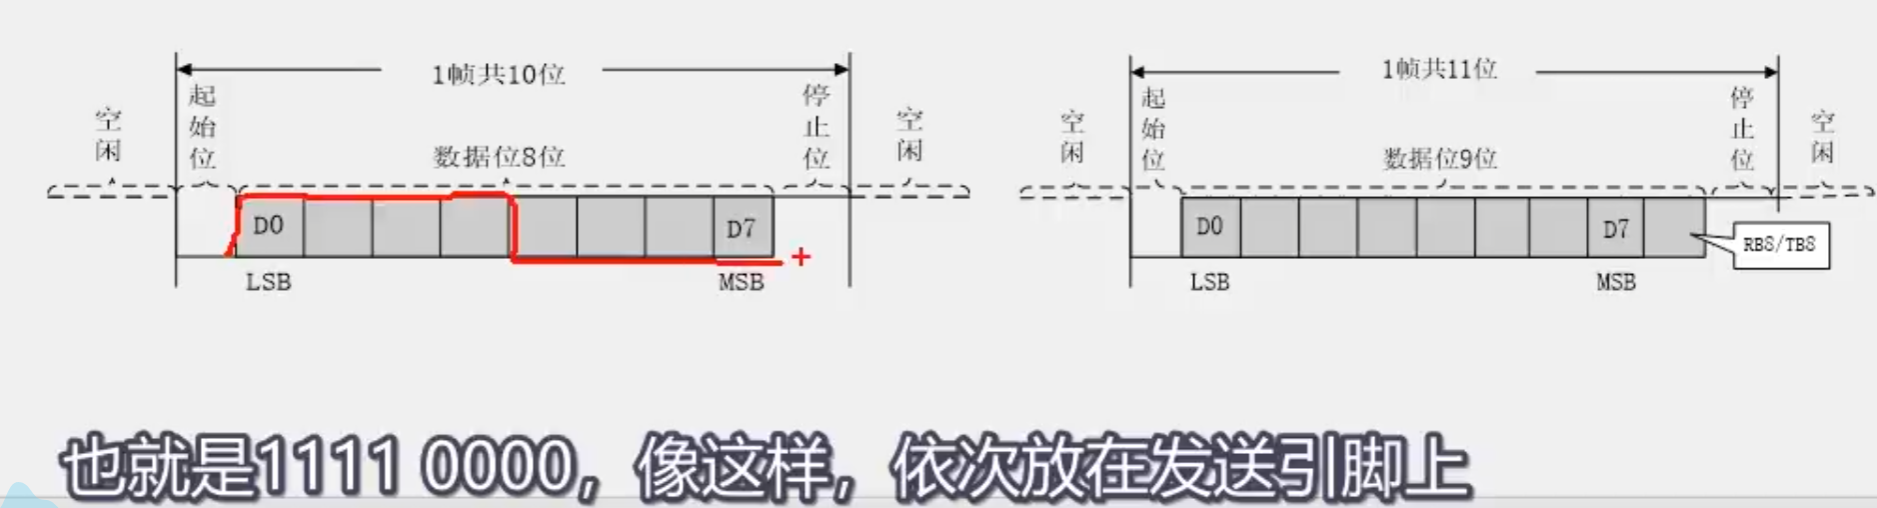 1帧共10位
空闲
起始位
数据位8位
停止位
空闲
D0
D7
LSB
MSB
1帧共11位
空闲
起始位
数据位9位
停止位
空闲
D0
D7
RB8/TB8
LSB
MSB
也就是1111 0000，像这样，依次放在发送引脚上